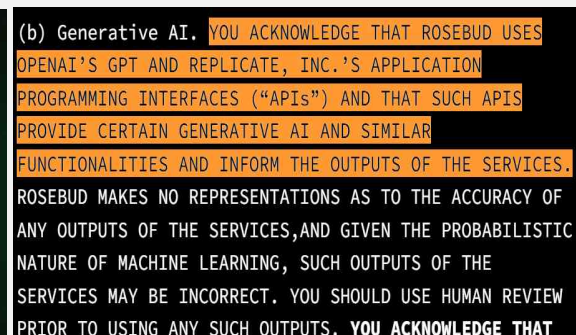 (b) Generative AI. YOU ACKNOWLEDGE THAT ROSEBUD USES
OPENAI'S GPT AND REPLICATE, INC.'S APPLICATION
PROGRAMMING INTERFACES (“APIs”) AND THAT SUCH APIS
PROVIDE CERTAIN GENERATIVE AI AND SIMILAR
FUNCTIONALITIES AND INFORM THE OUTPUTS OF THE SERVICES.
ROSEBUD MAKES NO REPRESENTATIONS AS TO THE ACCURACY OF
ANY OUTPUTS OF THE SERVICES,AND GIVEN THE PROBABILISTIC
NATURE OF MACHINE LEARNING, SUCH OUTPUTS OF THE
SERVICES MAY BE INCORRECT. YOU SHOULD USE HUMAN REVIEW
PRIOR TO USING ANY SUCH OUTPUTS. YOU ACKNOWLEDGE THAT